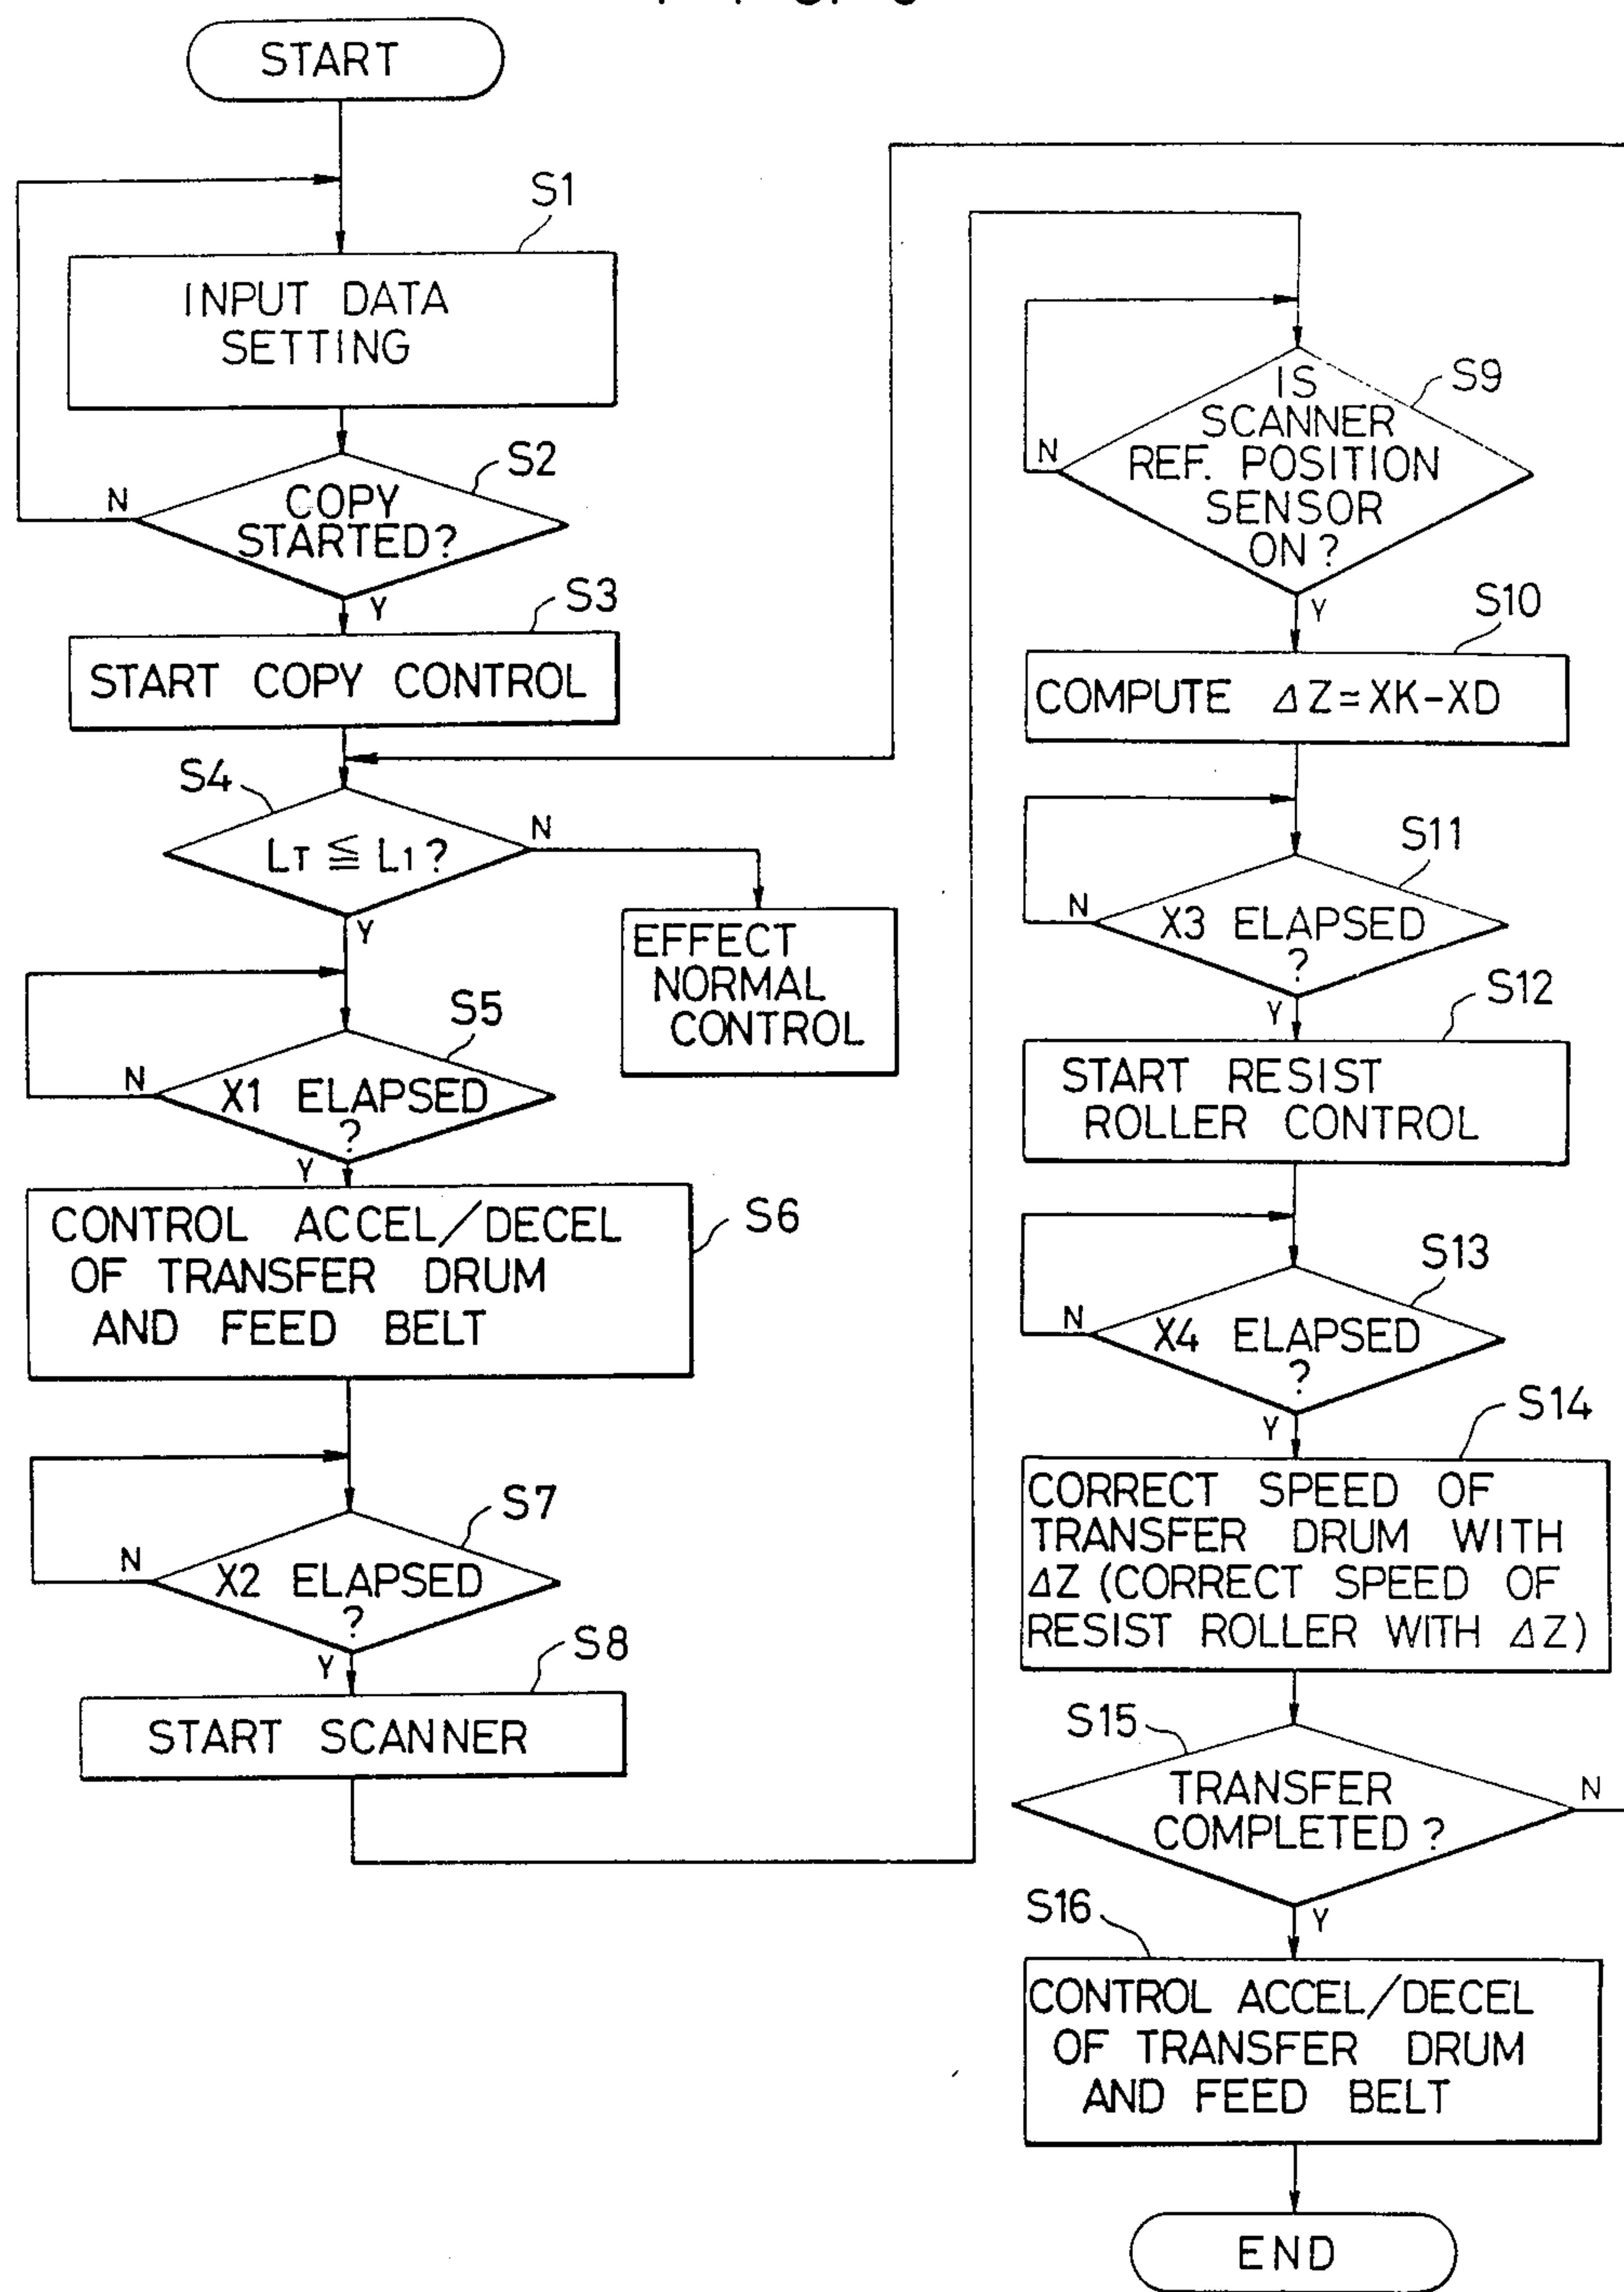 START
S1
INPUT DATA
SETTING
S2
N
COPY
STARTED?
Y
S3
START COPY CONTROL
S4
LT ≦ L1?
N
Y
EFFECT
NORMAL
CONTROL
S5
N
X1 ELAPSED
?
Y
S6
CONTROL ACCEL/DECEL
OF TRANSFER DRUM
AND FEED BELT
S7
N
X2 ELAPSED
?
Y
S8
START SCANNER
S9
IS
SCANNER
REF. POSITION
SENSOR
ON?
N
Y
S10
COMPUTE ΔZ=XK-XD
S11
N
X3 ELAPSED
?
Y
S12
START RESIST
ROLLER CONTROL
S13
N
X4 ELAPSED
?
Y
S14
CORRECT SPEED OF
TRANSFER DRUM WITH
ΔZ (CORRECT SPEED OF
RESIST ROLLER WITH ΔZ)
S15
TRANSFER
COMPLETED?
N
Y
S16
CONTROL ACCEL/DECEL
OF TRANSFER DRUM
AND FEED BELT
END